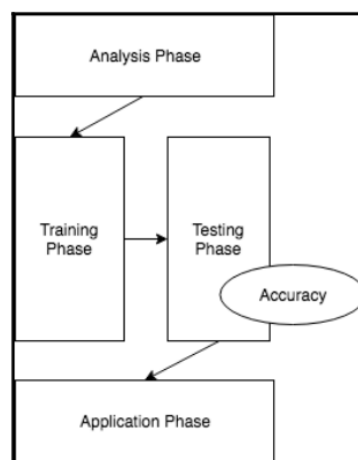 Analysis Phase
Training
Phase
Testing
Phase
Accuracy
Application Phase